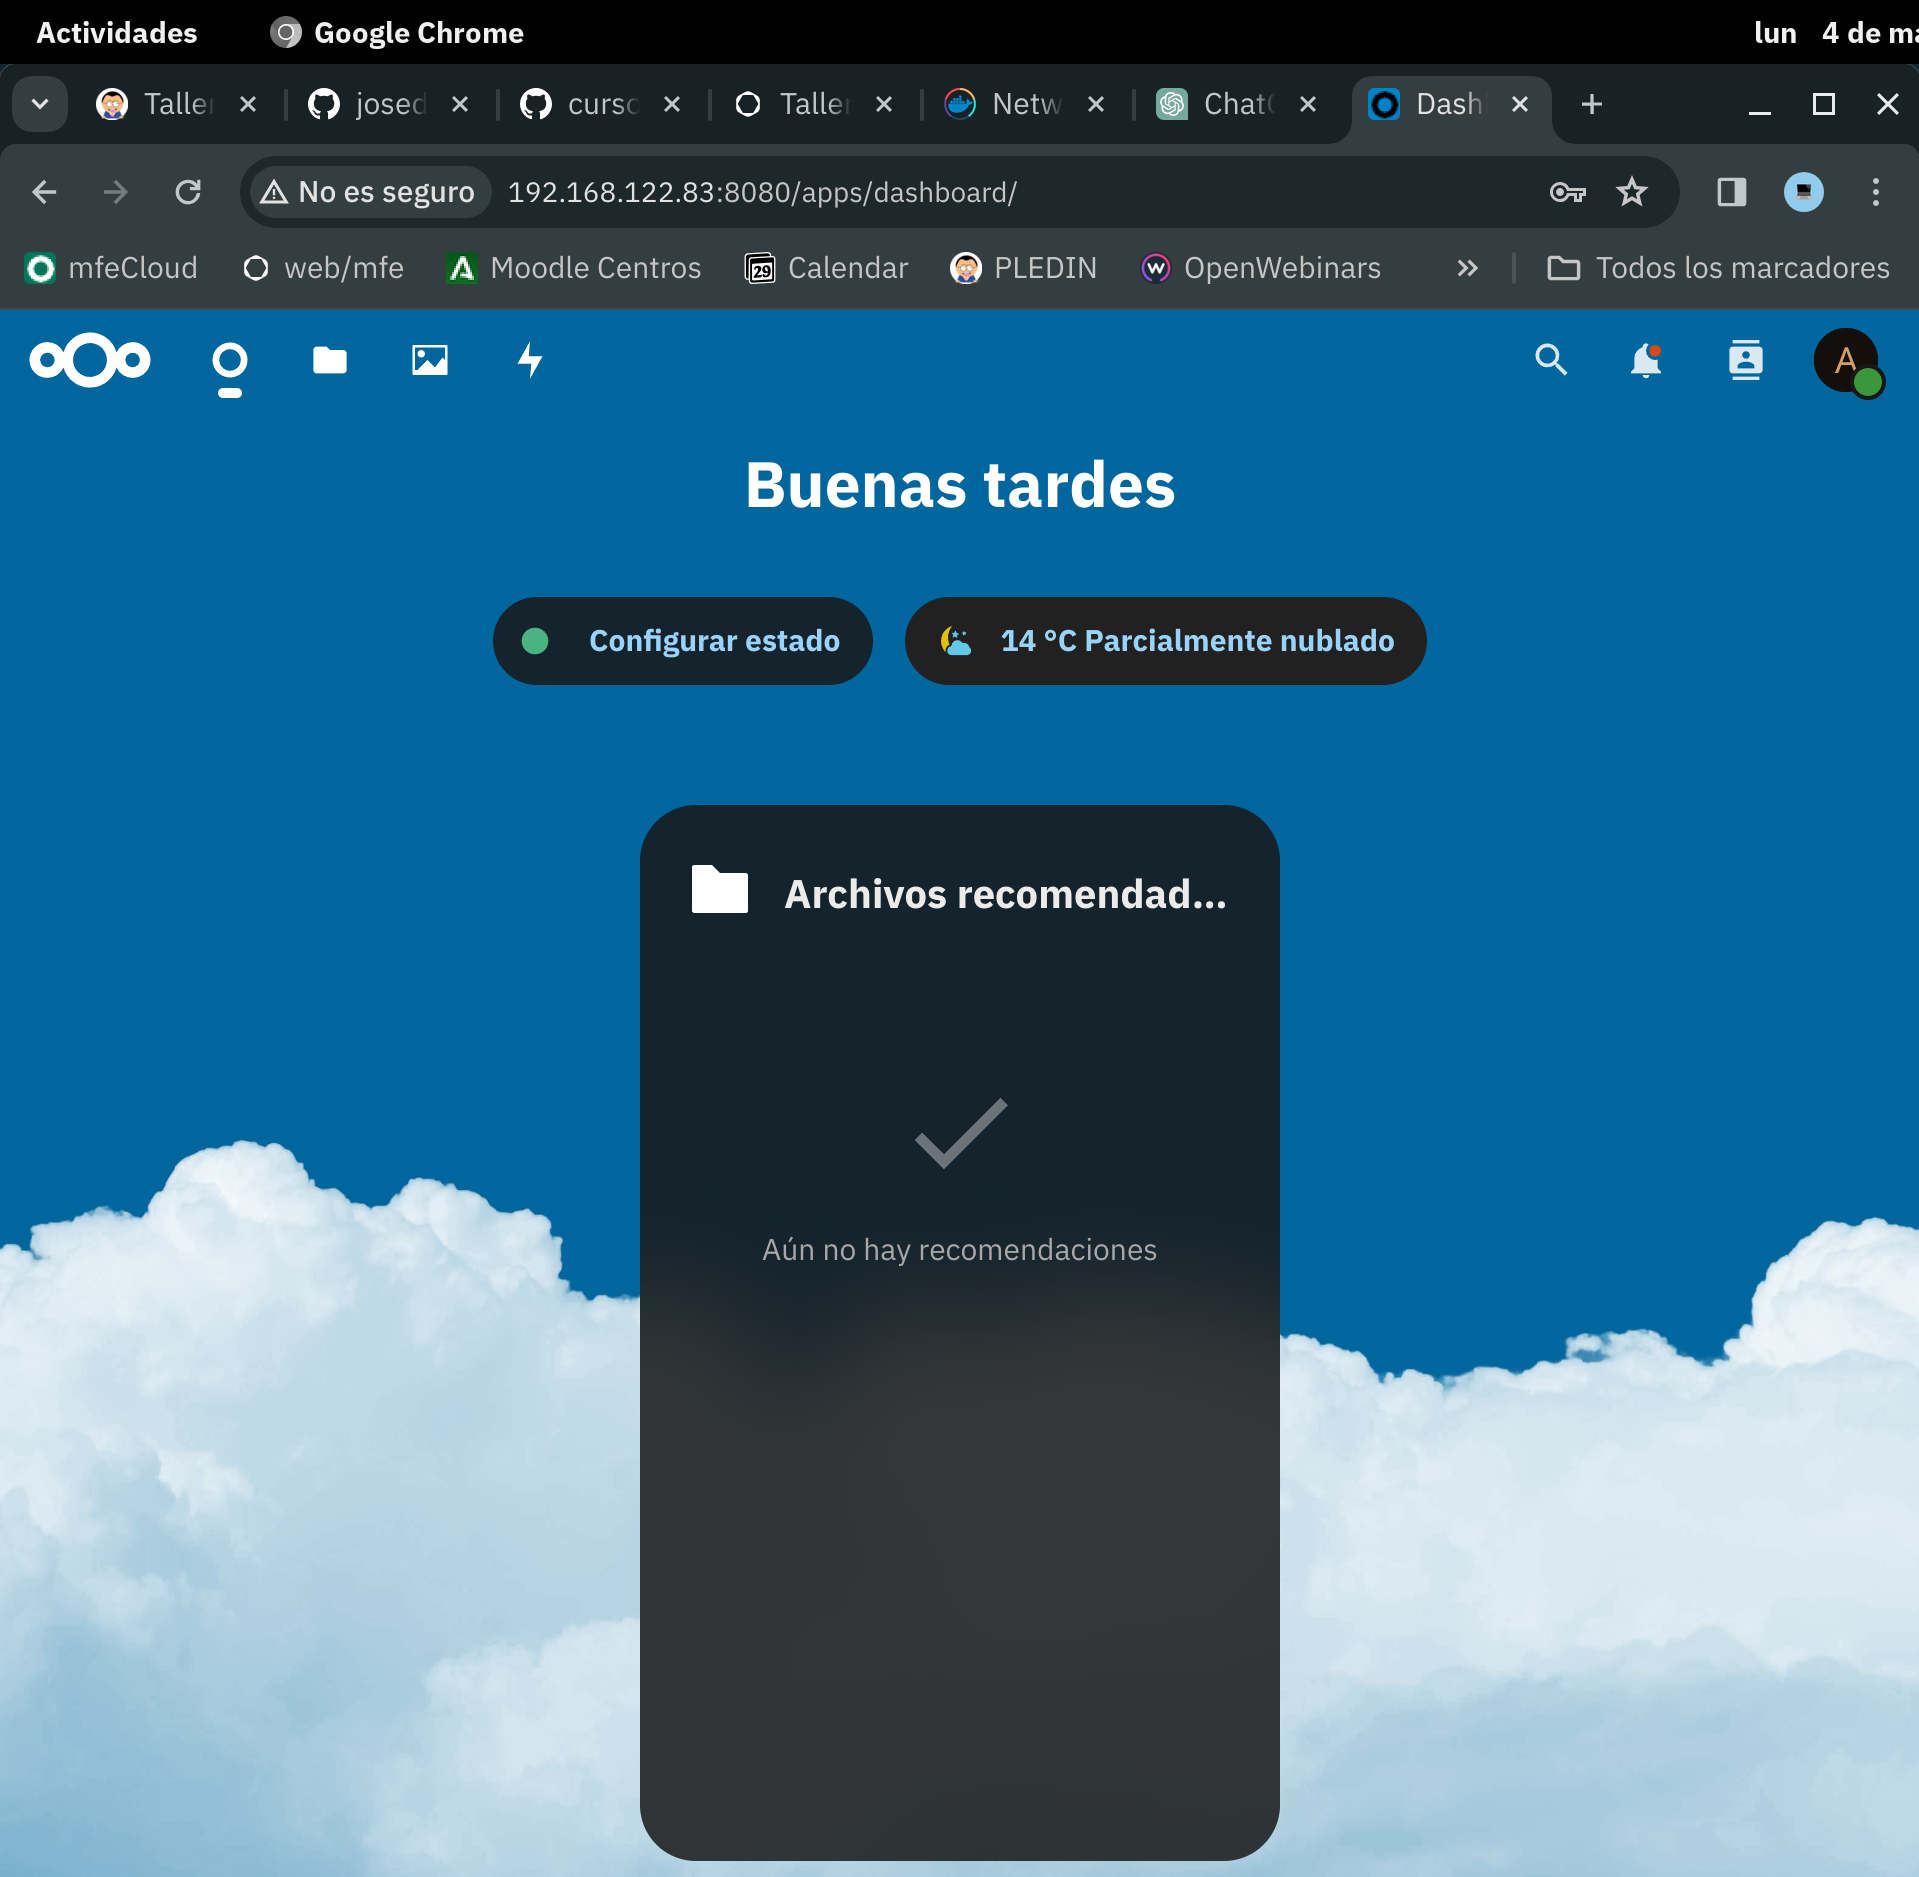 Actividades Google Chrome lun 4 de ma
Taller josed curso Taller Netw Chat Dash
No es seguro 192.168.122.83:8080/apps/dashboard/
mfeCloud web/mfe Moodle Centros 29 Calendar PLEDIN OpenWebinars Todos los marcadores
A
Buenas tardes
Configurar estado 14 °C Parcialmente nublado
Archivos recomendad...
Aún no hay recomendaciones